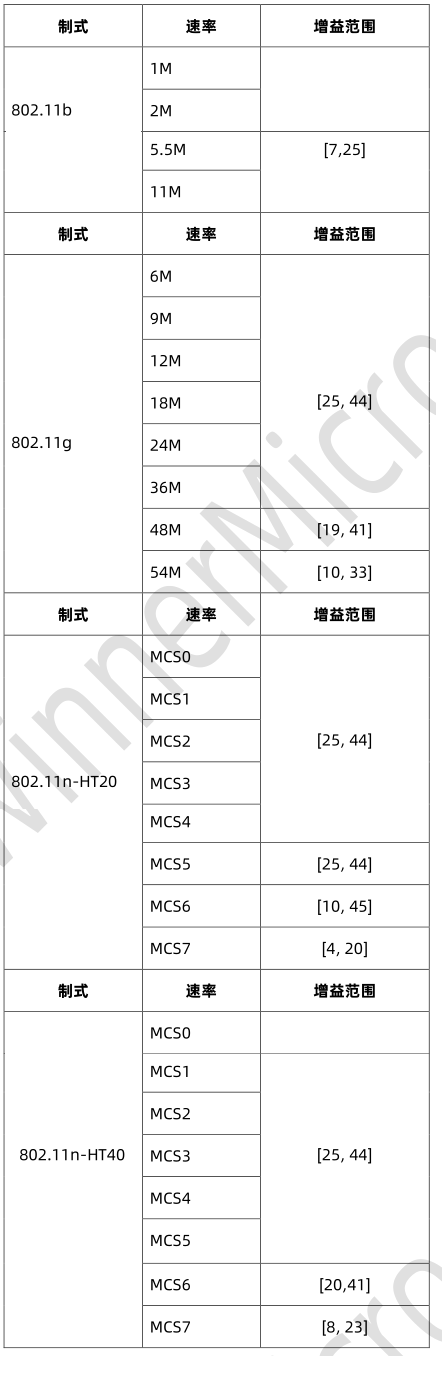 制式 速率 增益范围
1M
802.11b 2M
5.5M [7,25]
11M
制式 速率 增益范围
6M
9M
12M
18M [25, 44]
802.11g 24M
36M
48M [19, 41]
54M [10, 33]
制式 速率 增益范围
MCS0
MCS1
MCS2 [25, 44]
802.11n-HT20 MCS3
MCS4
MCS5 [25, 44]
MCS6 [10, 45]
MCS7 [4, 20]
制式 速率 增益范围
MCS0
MCS1
MCS2
802.11n-HT40 MCS3 [25, 44]
MCS4
MCS5
MCS6 [20,41]
MCS7 [8, 23]
WinnerMicro